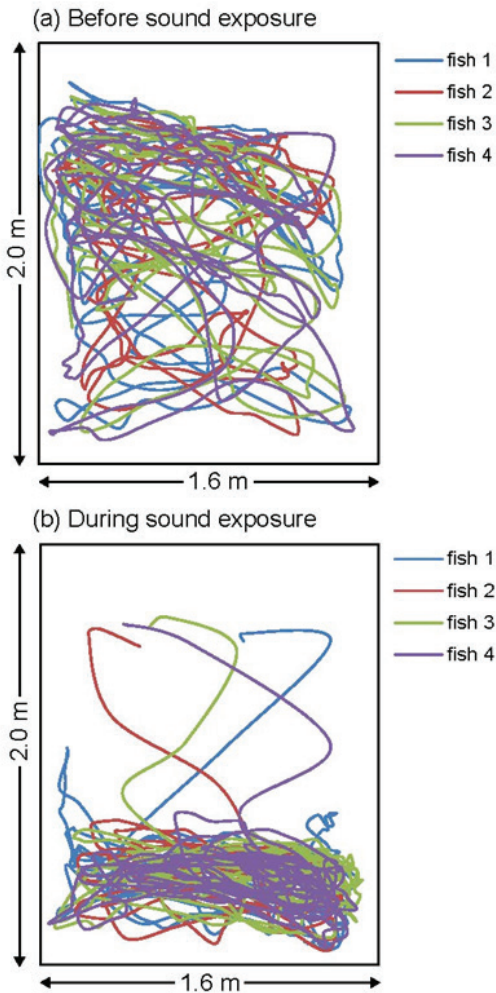 (a) Before sound exposure
fish 1
fish 2
fish 3
fish 4
2.0 m
1.6 m
(b) During sound exposure
fish 1
fish 2
fish 3
fish 4
2.0 m
1.6 m